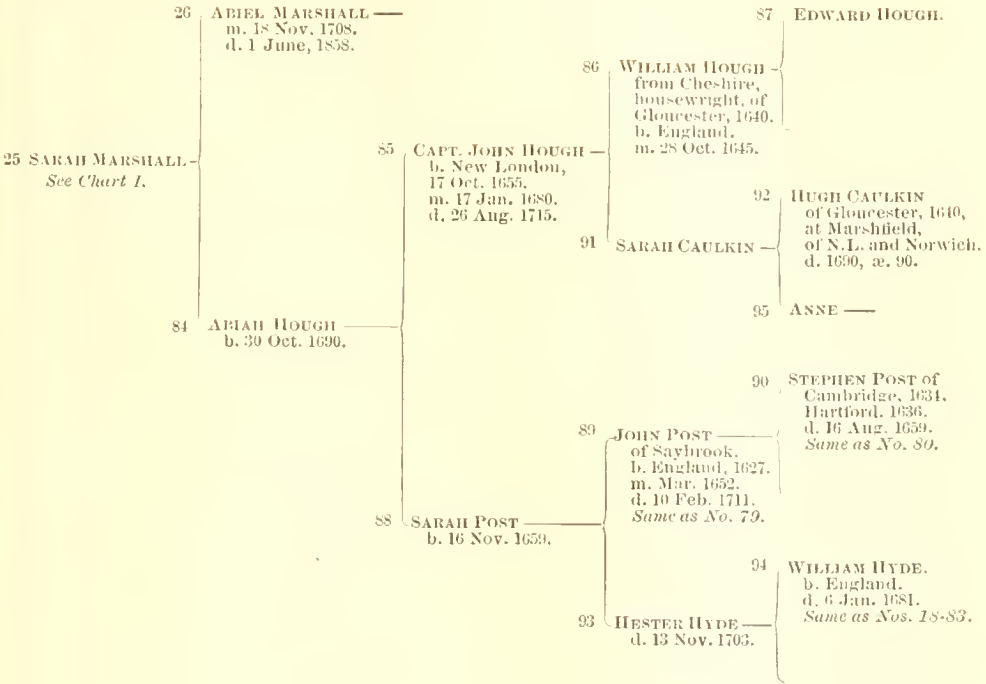 26 ABIEL MARSHALL —
m. 18 Nov. 1708.
d. 1 June, 1858.
25 SARAH MARSHALL
See Chart I.
84 ABIAH HOUGH
b. 30 Oct. 1690.
85 CAPT. JOHN HOUGH
b. New London,
17 Oct. 1655.
m. 17 Jan. 1680.
d. 26 Aug. 1715.
88 SARAH POST
b. 16 Nov. 1659.
86 WILLIAM HOUGH
from Cheshire,
housewright, of
Gloucester, 1640.
b. England.
m. 28 Oct. 1645.
91 SARAH CAULKIN
89 JOHN POST
of Saybrook.
b. England, 1627.
m. Mar. 1652.
d. 10 Feb. 1711.
Same as No. 79.
93 HESTER HYDE
d. 13 Nov. 1703.
87 EDWARD HOUGH.
92 HUGH CAULKIN
of Gloucester, 1640,
at Marshfield,
of N.L. and Norwich.
d. 1690, æ. 90.
95 ANNE —
90 STEPHEN POST of
Cambridge, 1634.
Hartford. 1636.
d. 16 Aug. 1659.
Same as No. 80.
94 WILLIAM HYDE.
b. England.
d. 6 Jan. 1681.
Same as Nos. 18-83.